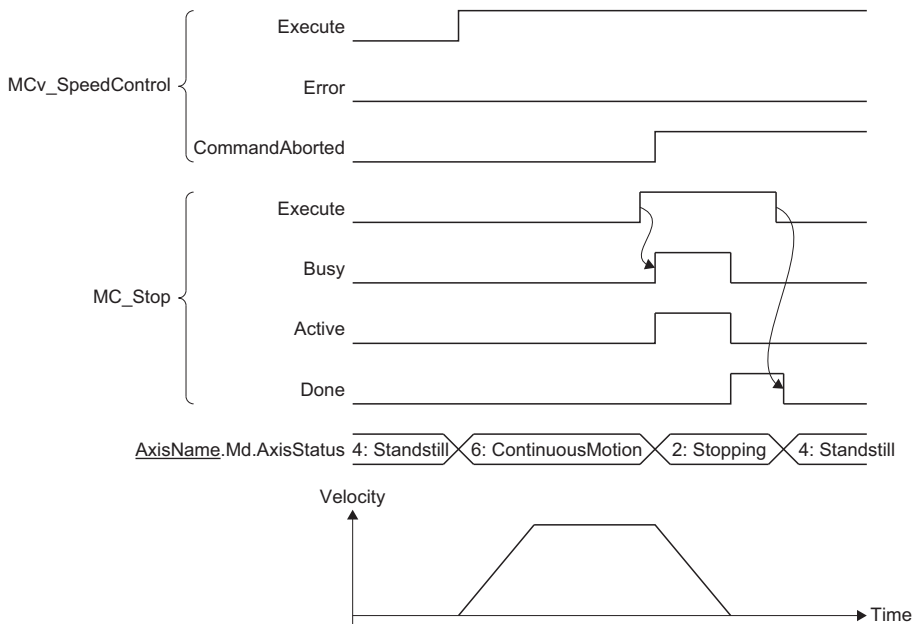 Execute
MCv_SpeedControl
Error
CommandAborted
Execute
Busy
MC_Stop
Active
Done
AxisName.Md.AxisStatus 4: Standstill 6: ContinuousMotion 2: Stopping 4: Standstill
Velocity
Time